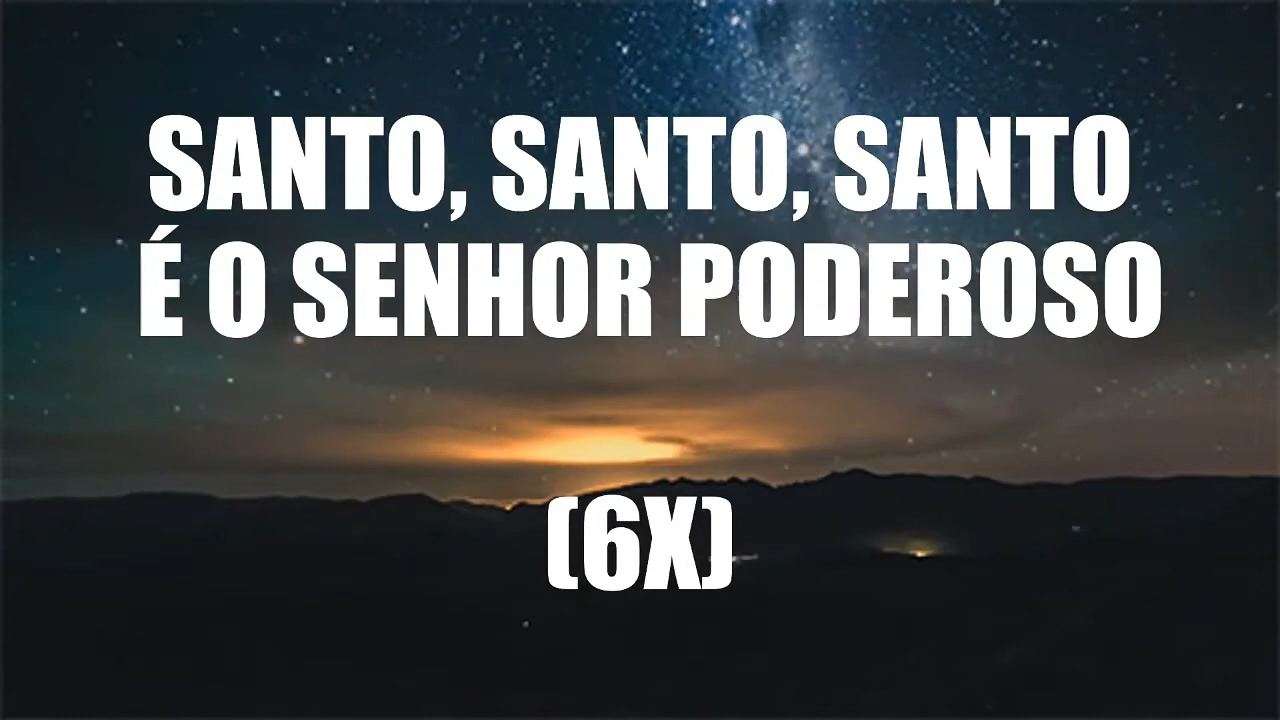 SANTO, SANTO, SANTO
É O SENHOR PODEROSO
(6X)